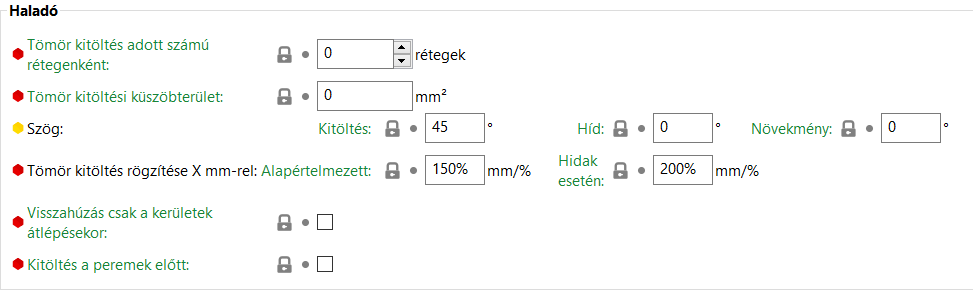 Haladó
Tömör kitöltés adott számú
rétegenként:
0
rétegek
Tömör kitöltési küszöbterület:
0
mm²
Szög:
Kitöltés:
45
°
Híd:
0
°
Növekmény:
0
°
Tömör kitöltés rögzítése X mm-rel:
Alapértelmezett:
150%
mm/%
Hidak
esetén:
200%
mm/%
Visszahúzás csak a kerületek
átlépésekor:
Kitöltés a peremek előtt: